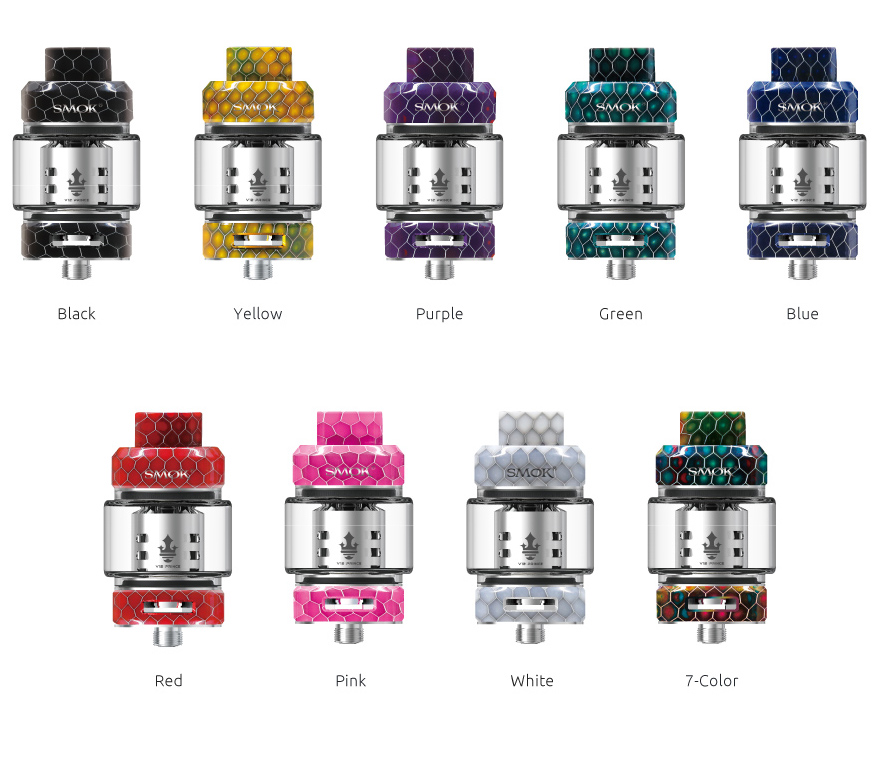 SMOK
SMOK
SMOK
SMOK
SMOK
V12 PRINCE
V12 PRINCE
V12 PRINCE
V12 PRINCE
V12 PRINCE
Black
Yellow
Purple
Green
Blue
SMOK
SMOK
SMOK
SMOK
V12 PRINCE
V12 PRINCE
V12 PRINCE
V12 PRINCE
Red
Pink
White
7-Color